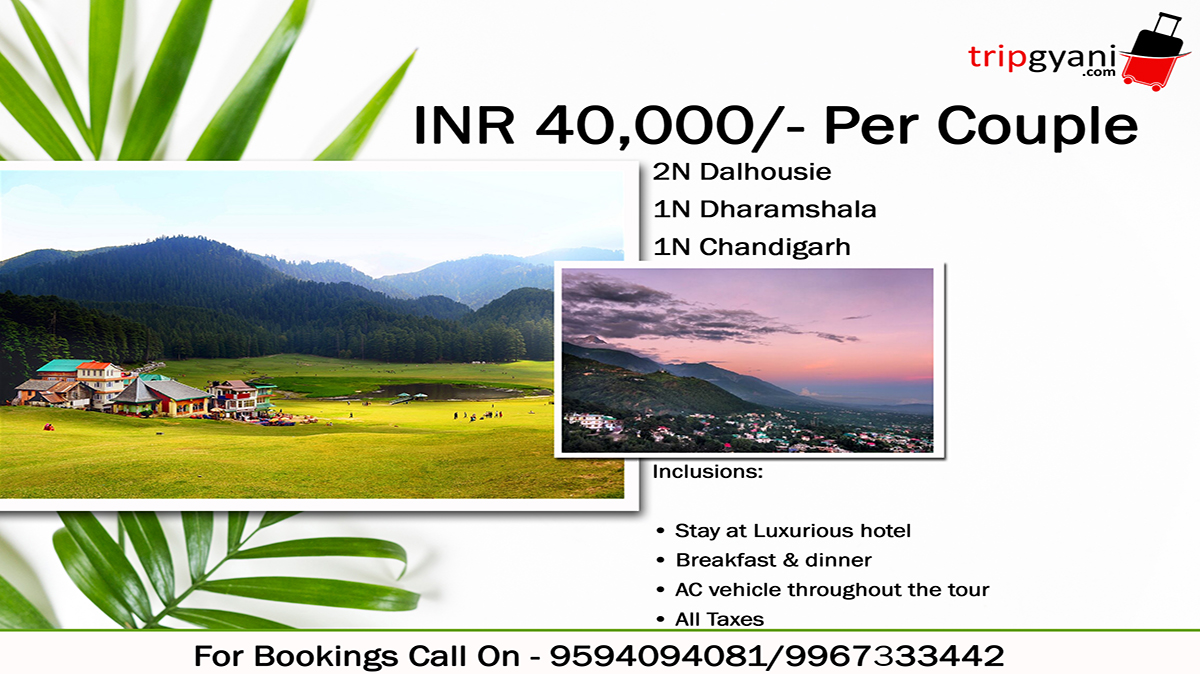 tripgyani
.com
INR 40,000/- Per Couple
2N Dalhousie
1N Dharamshala
1N Chandigarh
Inclusions:
• Stay at Luxurious hotel
• Breakfast & dinner
• AC vehicle throughout the tour
• All Taxes
For Bookings Call On - 9594094081/9967333442